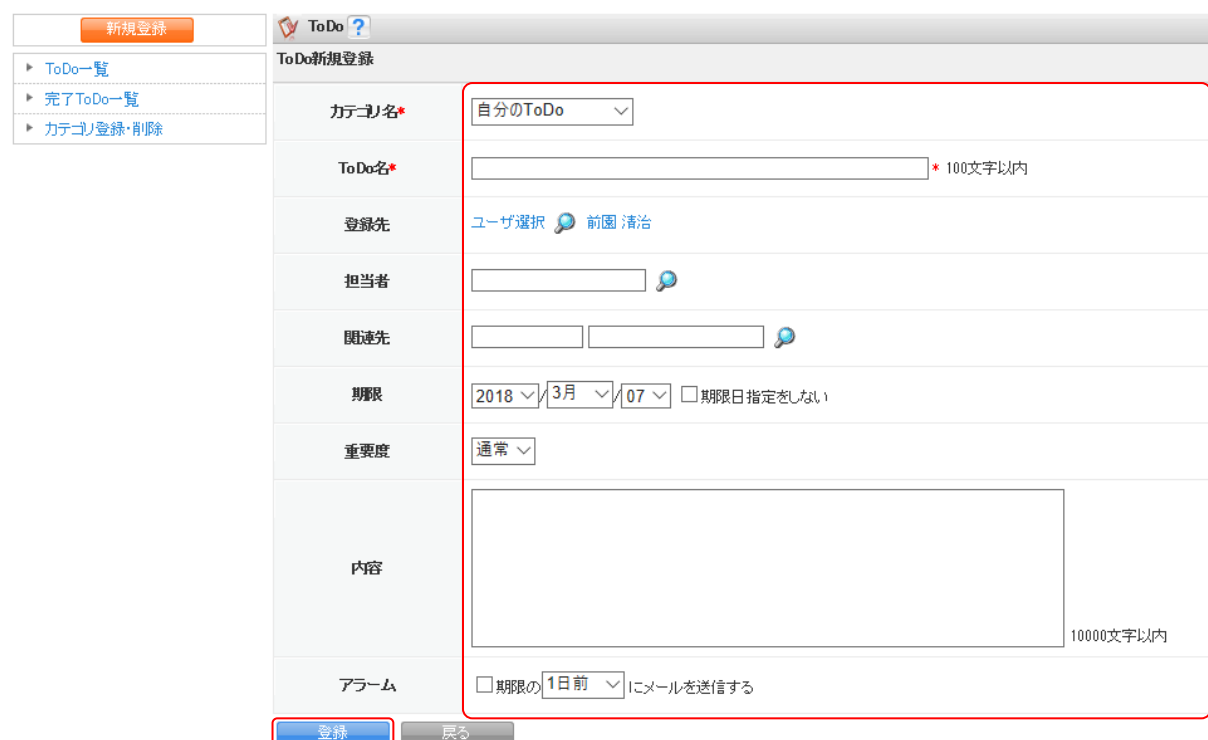 新規登録
ToDo一覧
完了ToDo一覧
カテゴリ登録・削除
ToDo ?
ToDo新規登録
カテゴリ名* 自分のToDo
ToDo名* * 100文字以内
登録先 ユーザ選択 前園 清治
担当者
関連先
期限 2018 / 3月 / 07 期限日指定をしない
重要度 通常
内容 10000文字以内
アラーム 期限の 1日前 にメールを送信する
登録 戻る